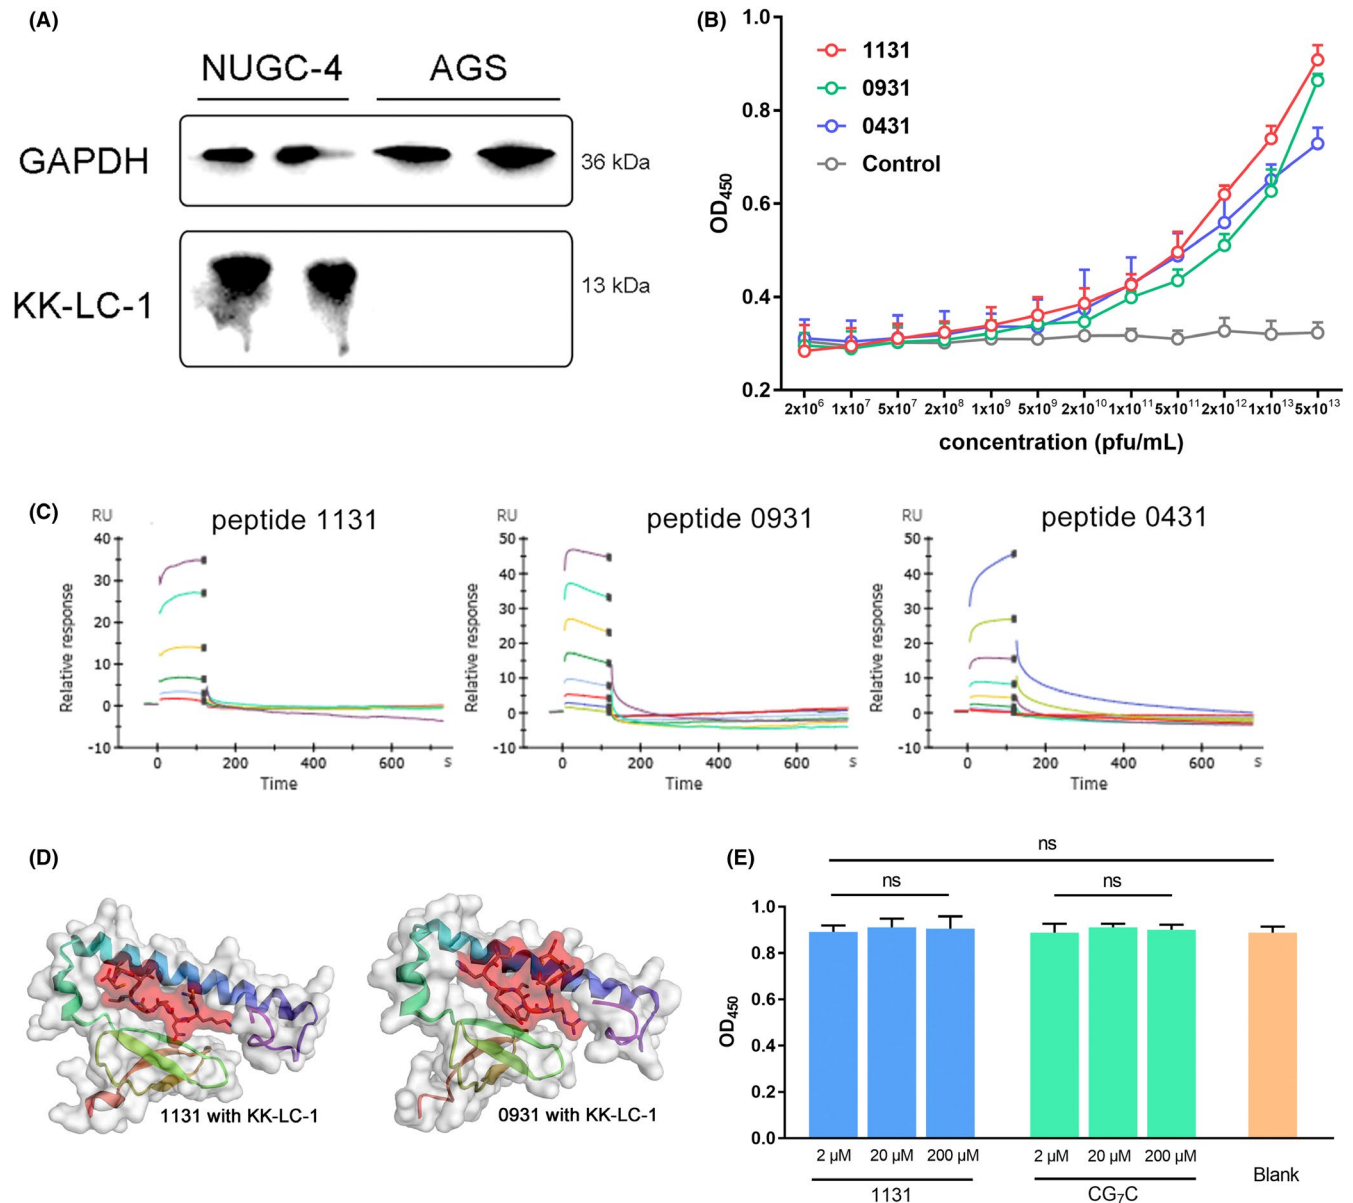 (A)
NUGC-4 AGS
GAPDH
36 kDa
KK-LC-1
13 kDa
(B)
1.0
0.8
0.6
0.4
0.2
OD450
1131
0931
0431
Control
2x10^6 1x10^7 5x10^7 2x10^8 1x10^9 5x10^9 2x10^10 1x10^11 5x10^11 2x10^12 1x10^13 5x10^13
concentration (pfu/mL)
(C)
RU
peptide 1131
40
30
20
10
0
-10
Relative response
0 200 400 600 s
Time
RU
peptide 0931
50
40
30
20
10
0
-10
Relative response
0 200 400 600 s
Time
RU
peptide 0431
50
40
30
20
10
0
-10
Relative response
0 200 400 600 s
Time
(D)
1131 with KK-LC-1
0931 with KK-LC-1
(E)
ns
ns ns
1.0
0.8
0.6
0.4
0.2
0.0
OD450
2 µM 20 µM 200 µM 2 µM 20 µM 200 µM
1131 CG7C Blank